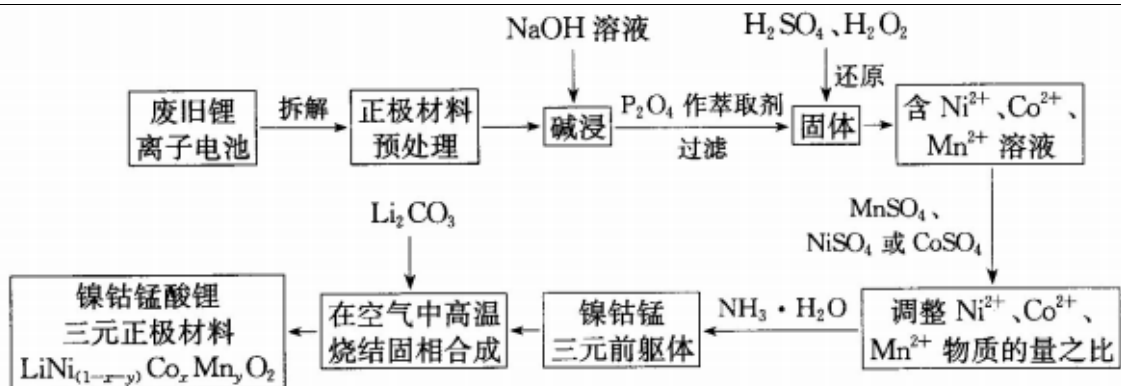 NaOH 溶液
H₂SO₄、H₂O₂
还原
废旧锂
离子电池
拆解
正极材料
预处理
碱浸
P₂O₄ 作萃取剂
过滤
固体
含 Ni²⁺、Co²⁺、
Mn²⁺ 溶液
MnSO₄、
NiSO₄ 或 CoSO₄
Li₂CO₃
镍钴锰酸锂
三元正极材料
LiNi₍₁₋ₓ₋y₎CoₓMnyO₂
在空气中高温
烧结固相合成
镍钴锰
三元前躯体
NH₃・H₂O
调整 Ni²⁺、Co²⁺、
Mn²⁺ 物质的量之比